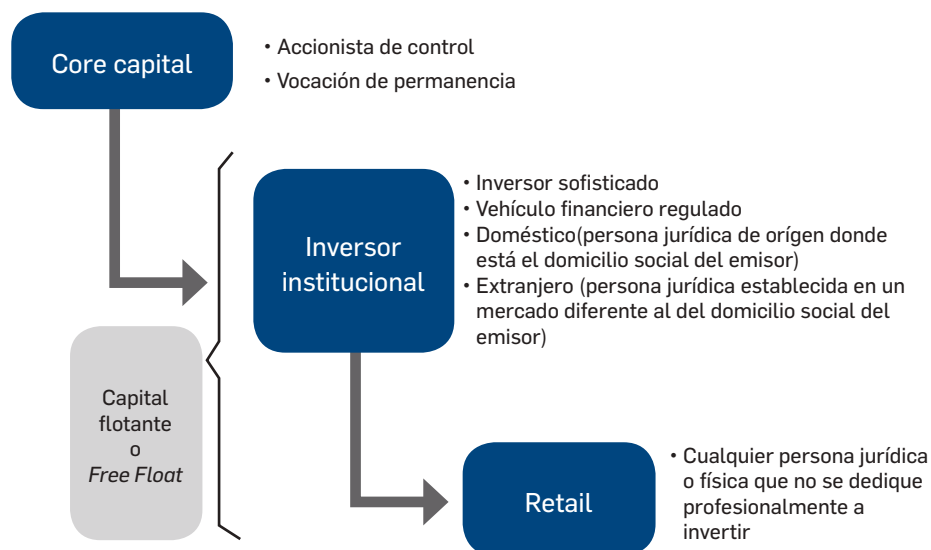 Core capital
• Accionista de control
• Vocación de permanencia
Inversor
institucional
• Inversor sofisticado
• Vehículo financiero regulado
• Doméstico(persona jurídica de orígen donde
está el domicilio social del emisor)
• Extranjero (persona jurídica establecida en un
mercado diferente al del domicilio social del
emisor)
Capital
flotante
o
Free Float
Retail
• Cualquier persona jurídica
o física que no se dedique
profesionalmente a
invertir